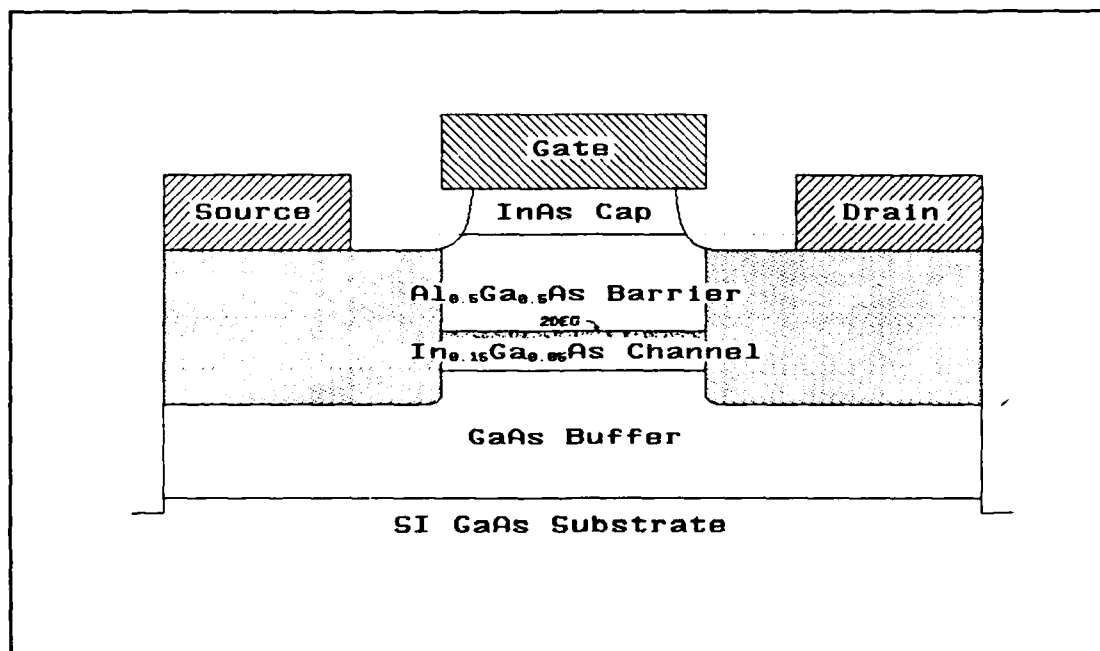 Gate
Source
InAs Cap
Drain
Al₀.₅Ga₀.₅As Barrier
2DEG
In₀.₁₅Ga₀.₈₅As Channel
GaAs Buffer
SI GaAs Substrate